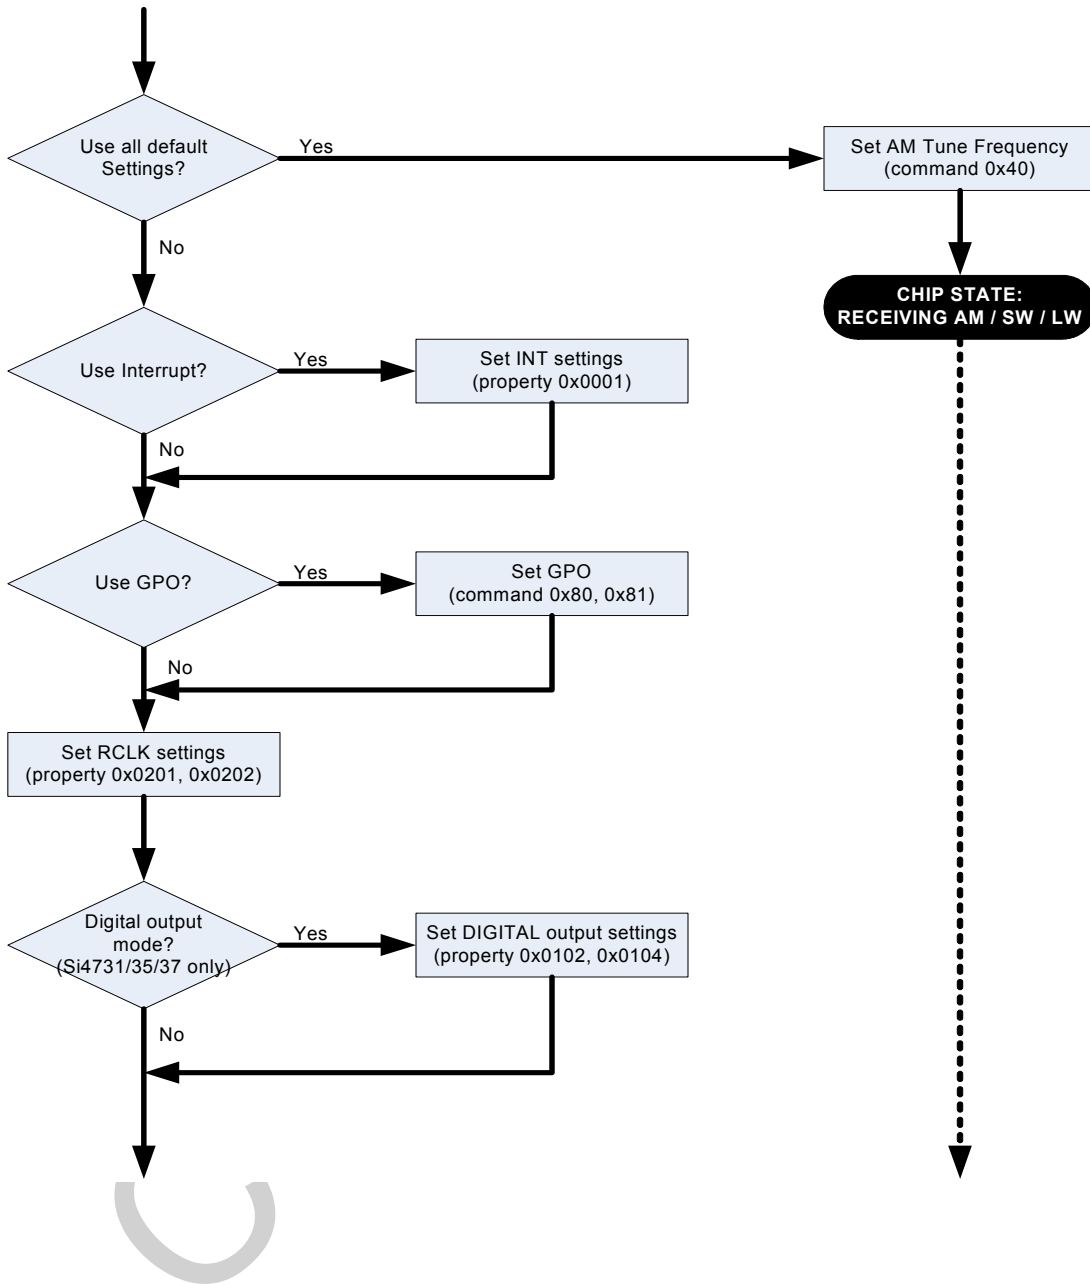 Use all default
Settings?
Yes
Set AM Tune Frequency
(command 0x40)
No
CHIP STATE:
RECEIVING AM / SW / LW
Use Interrupt?
Yes
Set INT settings
(property 0x0001)
No
Use GPO?
Yes
Set GPO
(command 0x80, 0x81)
No
Set RCLK settings
(property 0x0201, 0x0202)
Digital output
mode?
(Si4731/35/37 only)
Yes
Set DIGITAL output settings
(property 0x0102, 0x0104)
No